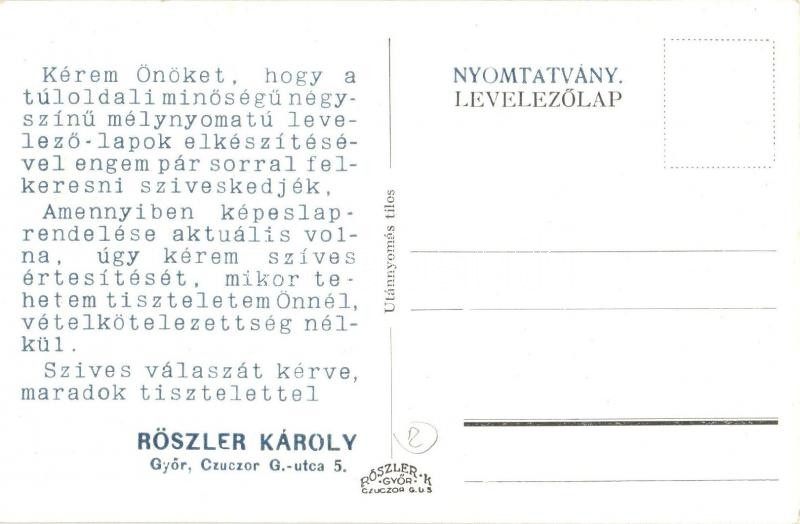 Kérem Önöket, hogy a
túloldali minőségű négy-
színű mélynyomatú leve-
lező-lapok elkészítésé-
vel engem pár sorral fel-
keresni sziveskedjék,
Amennyiben képeslap-
rendelése aktuális vol-
na, úgy kérem szíves
értesítését, mikor te-
hetem tiszteletem Önnél,
vételkötelezettség nél-
kül.
Szives válaszát kérve,
maradok tisztelettel
RÖSZLER KÁROLY
Győr, Czuczor G.-utca 5.
Utánnyomás tilos
NYOMTATVÁNY.
LEVELEZŐLAP
2
RÖSZLER K
·GYŐR·
CZUCZOR G. U 5